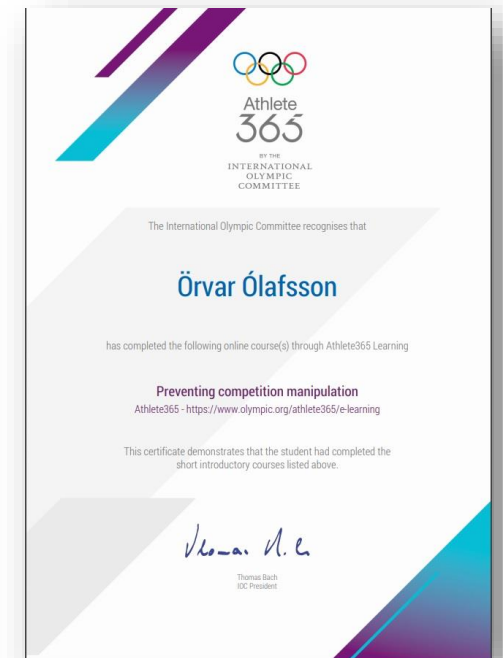 Athlete
365
BY THE
INTERNATIONAL
OLYMPIC
COMMITTEE
The International Olympic Committee recognises that
Örvar Ólafsson
has completed the following online course(s) through Athlete365 Learning
Preventing competition manipulation
Athlete365 - https://www.olympic.org/athlete365/e-learning
This certificate demonstrates that the student had completed the
short introductory courses listed above.
Thomas Bach
IOC President